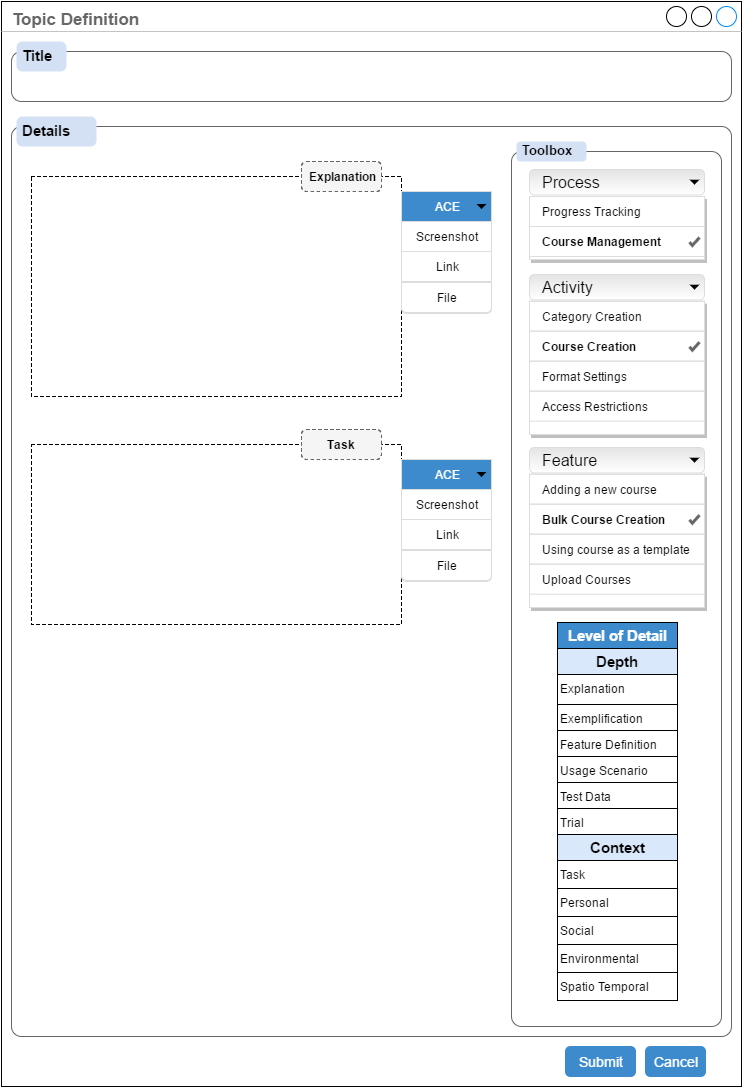 Topic Definition
Title
Details
Explanation
ACE
Screenshot
Link
File
Task
ACE
Screenshot
Link
File
Toolbox
Process
Progress Tracking
Course Management
Activity
Category Creation
Course Creation
Format Settings
Access Restrictions
Feature
Adding a new course
Bulk Course Creation
Using course as a template
Upload Courses
Level of Detail
Depth
Explanation
Exemplification
Feature Definition
Usage Scenario
Test Data
Trial
Context
Task
Personal
Social
Environmental
Spatio Temporal
Submit
Cancel